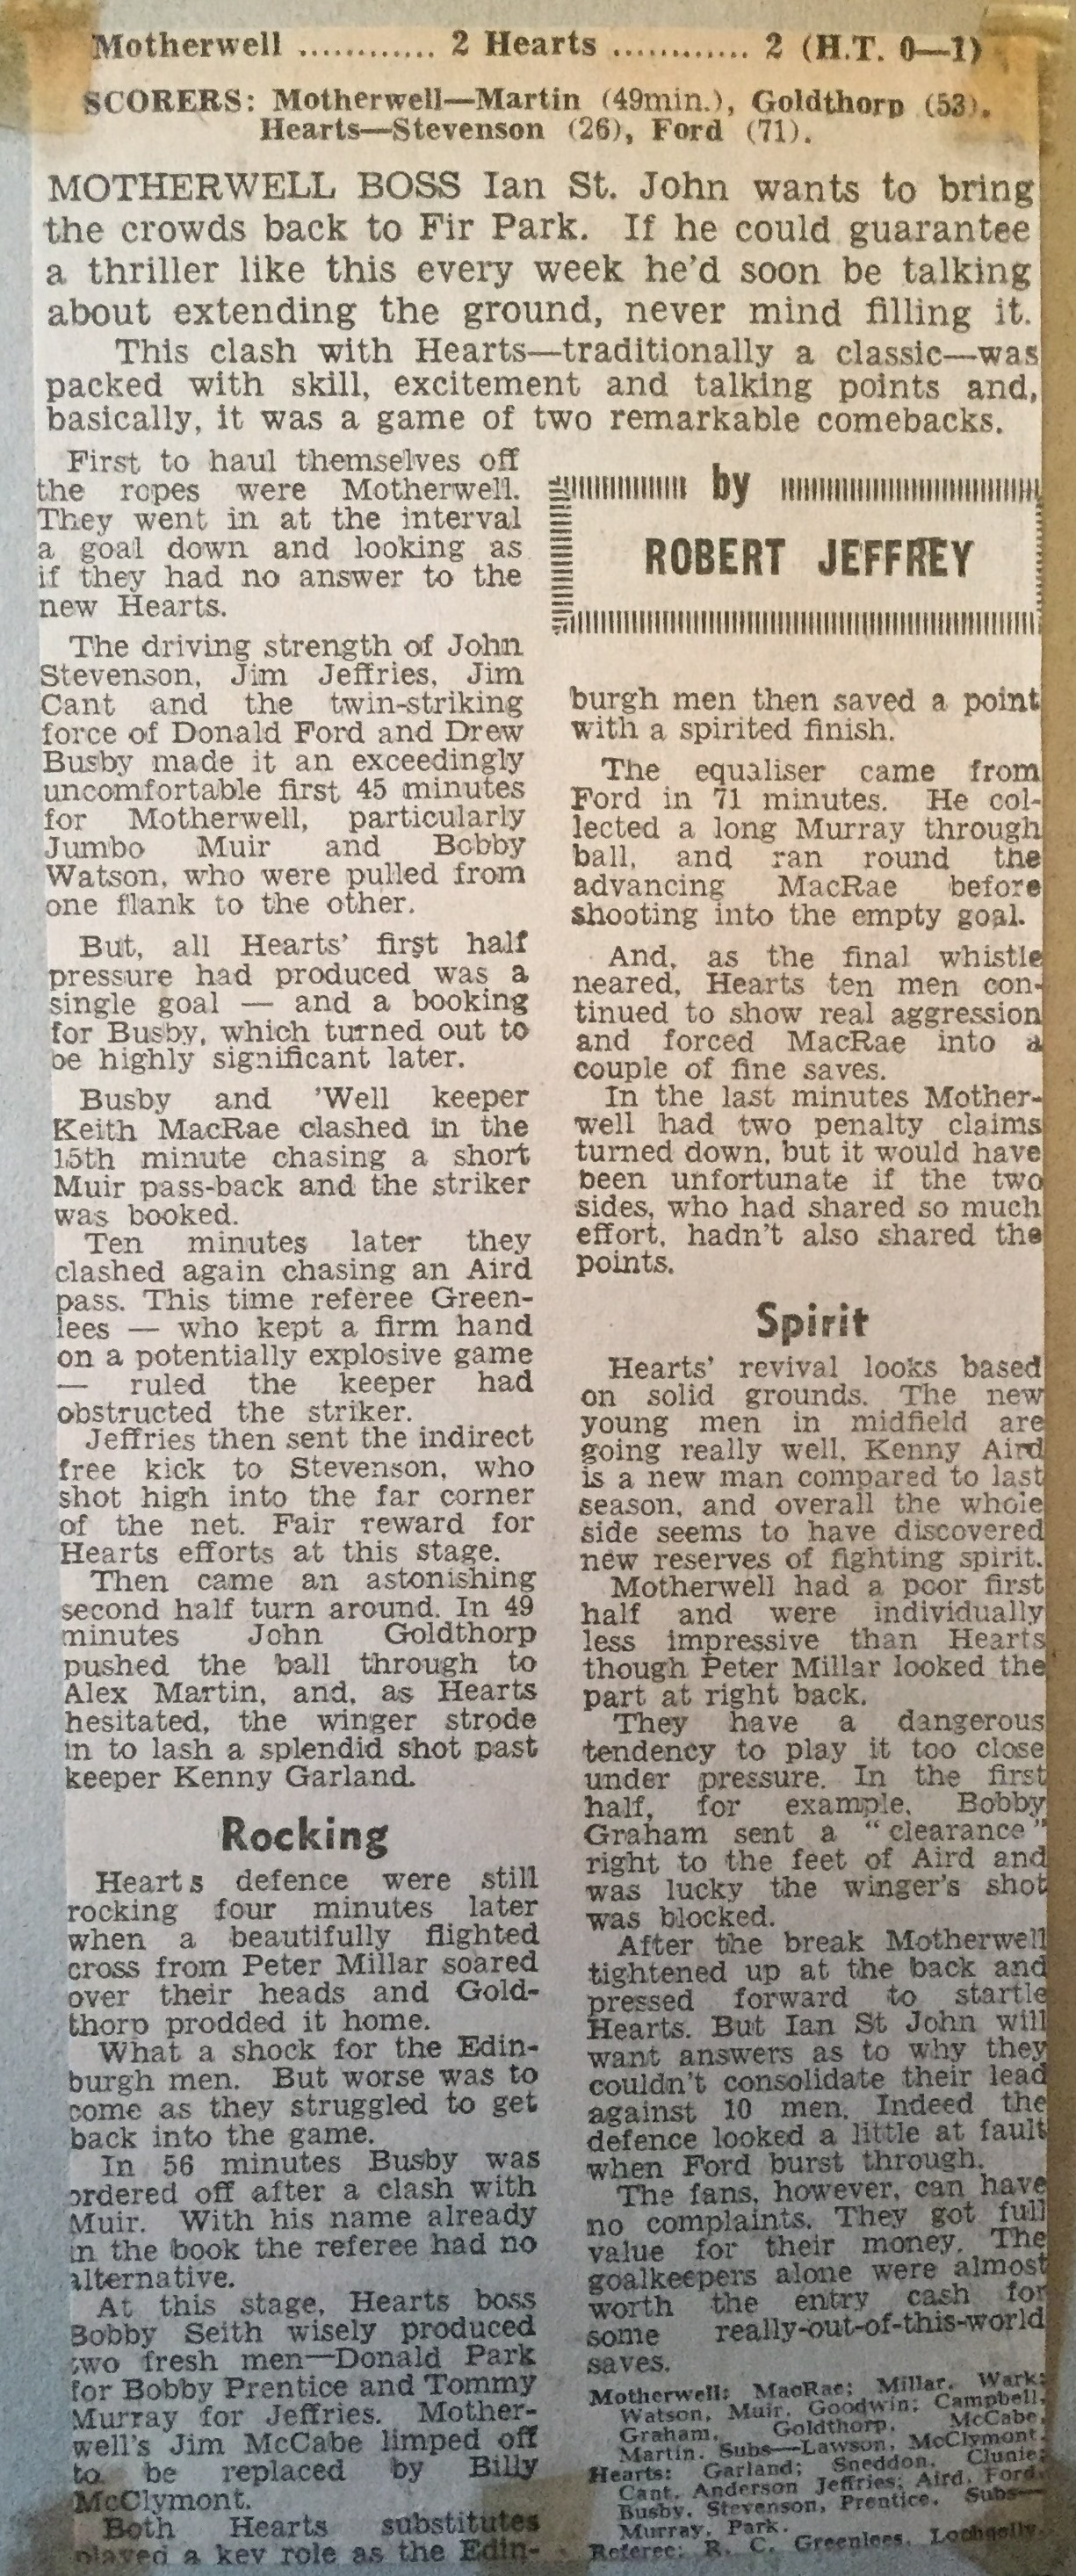 Motherwell ............ 2 Hearts ............ 2 (H.T. 0—1)
SCORERS: Motherwell—Martin (49min.), Goldthorp (53).
Hearts—Stevenson (26), Ford (71).
MOTHERWELL BOSS Ian St. John wants to bring
the crowds back to Fir Park. If he could guarantee
a thriller like this every week he'd soon be talking
about extending the ground, never mind filling it.
This clash with Hearts—traditionally a classic—was
packed with skill, excitement and talking points and,
basically, it was a game of two remarkable comebacks.
First to haul themselves off
the ropes were Motherwell.
They went in at the interval
a goal down and looking as
if they had no answer to the
new Hearts.
The driving strength of John
Stevenson, Jim Jeffries, Jim
Cant and the twin-striking
force of Donald Ford and Drew
Busby made it an exceedingly
uncomfortable first 45 minutes
for Motherwell, particularly
Jumbo Muir and Bobby
Watson, who were pulled from
one flank to the other.
But, all Hearts' first half
pressure had produced was a
single goal — and a booking
for Busby, which turned out to
be highly significant later.
Busby and 'Well keeper
Keith MacRae clashed in the
15th minute chasing a short
Muir pass-back and the striker
was booked.
Ten minutes later they
clashed again chasing an Aird
pass. This time referee Green-
lees — who kept a firm hand
on a potentially explosive game
— ruled the keeper had
obstructed the striker.
Jeffries then sent the indirect
free kick to Stevenson, who
shot high into the far corner
of the net. Fair reward for
Hearts efforts at this stage.
Then came an astonishing
second half turn around. In 49
minutes John Goldthorp
pushed the ball through to
Alex Martin, and, as Hearts
hesitated, the winger strode
in to lash a splendid shot past
keeper Kenny Garland.
Rocking
Hearts defence were still
rocking four minutes later
when a beautifully flighted
cross from Peter Millar soared
over their heads and Gold-
thorp prodded it home.
What a shock for the Edin-
burgh men. But worse was to
come as they struggled to get
back into the game.
In 56 minutes Busby was
ordered off after a clash with
Muir. With his name already
in the book the referee had no
alternative.
At this stage, Hearts boss
Bobby Seith wisely produced
two fresh men—Donald Park
for Bobby Prentice and Tommy
Murray for Jeffries. Mother-
well's Jim McCabe limped off
to be replaced by Billy
McClymont.
Both Hearts substitutes
played a key role as the Edin-
by
ROBERT JEFFREY
burgh men then saved a point
with a spirited finish.
The equaliser came from
Ford in 71 minutes. He col-
lected a long Murray through
ball, and ran round the
advancing MacRae before
shooting into the empty goal.
And, as the final whistle
neared, Hearts ten men con-
tinued to show real aggression
and forced MacRae into a
couple of fine saves.
In the last minutes Mother-
well had two penalty claims
turned down, but it would have
been unfortunate if the two
sides, who had shared so much
effort, hadn't also shared the
points.
Spirit
Hearts' revival looks based
on solid grounds. The new
young men in midfield are
going really well, Kenny Aird
is a new man compared to last
season, and overall the whole
side seems to have discovered
new reserves of fighting spirit.
Motherwell had a poor first
half and were individually
less impressive than Hearts
though Peter Millar looked the
part at right back.
They have a dangerous
tendency to play it too close
under pressure. In the first
half, for example, Bobby
Graham sent a "clearance"
right to the feet of Aird and
was lucky the winger's shot
was blocked.
After the break Motherwell
tightened up at the back and
pressed forward to startle
Hearts. But Ian St John will
want answers as to why they
couldn't consolidate their lead
against 10 men. Indeed the
defence looked a little at fault
when Ford burst through.
The fans, however, can have
no complaints. They got full
value for their money. The
goalkeepers alone were almost
worth the entry cash for
some really-out-of-this-world
saves.
Motherwell: MacRae; Millar, Wark;
Watson, Muir, Goodwin; Campbell,
Graham, Goldthorp, McCabe,
Martin. Subs—Lawson, McClymont.
Hearts: Garland; Sneddon, Clunie;
Cant, Anderson Jeffries; Aird, Ford,
Busby, Stevenson, Prentice. Subs—
Murray, Park.
Referee: R. C. Greenlees, Lochgelly.